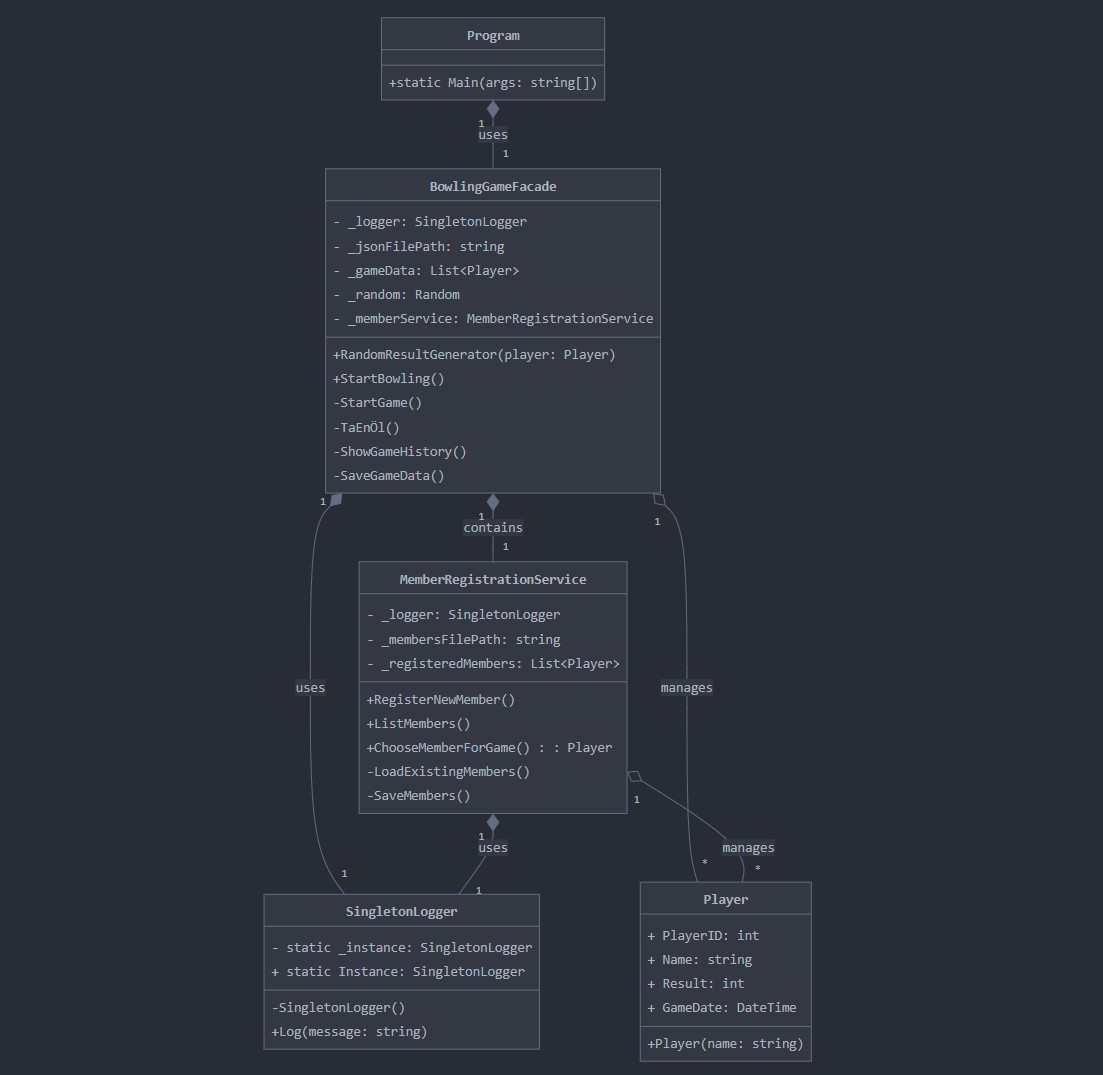 Program
+static Main(args: string[])
1
uses
1
BowlingGameFacade
- _logger: SingletonLogger
- _jsonFilePath: string
- _gameData: List<Player>
- _random: Random
- _memberService: MemberRegistrationService
+RandomResultGenerator(player: Player)
+StartBowling()
-StartGame()
-TaEnÖl()
-ShowGameHistory()
-SaveGameData()
1
1
contains
1
1
MemberRegistrationService
- _logger: SingletonLogger
- _membersFilePath: string
- _registeredMembers: List<Player>
+RegisterNewMember()
+ListMembers()
+ChooseMemberForGame() : : Player
-LoadExistingMembers()
-SaveMembers()
uses
manages
1
1
uses
manages
1
1
*
*
SingletonLogger
- static _instance: SingletonLogger
+ static Instance: SingletonLogger
-SingletonLogger()
+Log(message: string)
Player
+ PlayerID: int
+ Name: string
+ Result: int
+ GameDate: DateTime
+Player(name: string)